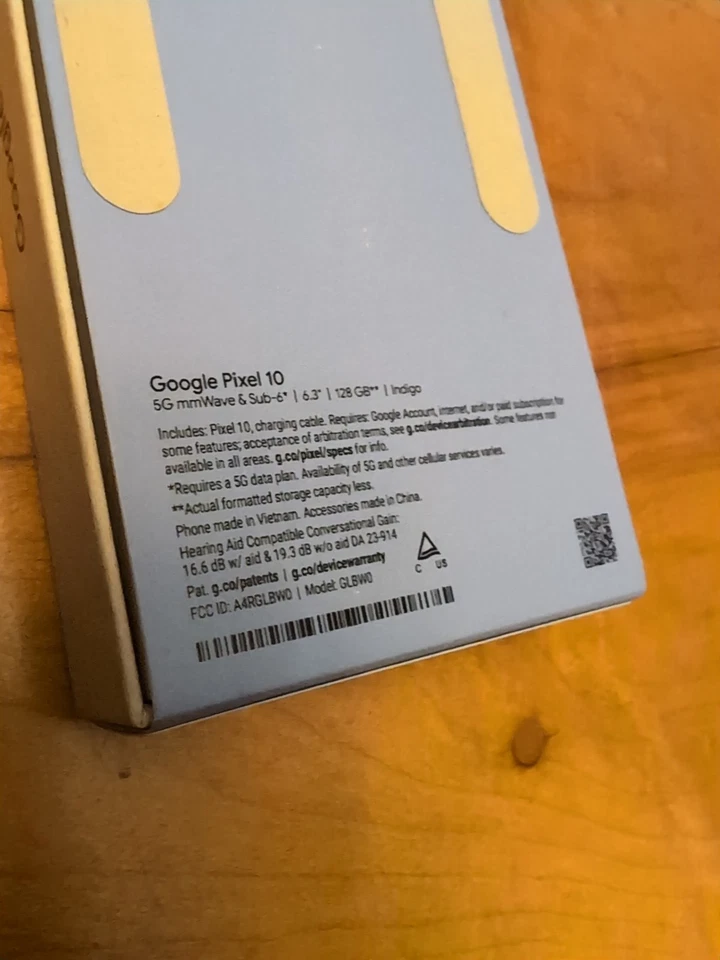 Google
Google Pixel 10
5G mmWave & Sub-6* | 6.3" | 128 GB** | Indigo
Includes: Pixel 10, charging cable. Requires: Google Account, internet, and/or paid subscription for
some features; acceptance of arbitration terms, see g.co/devicearbitration. Some features not
available in all areas. g.co/pixel/specs for info.
*Requires a 5G data plan. Availability of 5G and other cellular services varies.
**Actual formatted storage capacity less.
Phone made in Vietnam. Accessories made in China.
Hearing Aid Compatible Conversational Gain:
16.6 dB w/ aid & 19.3 dB w/o aid DA 23-914
Pat. g.co/patents | g.co/devicewarranty
FCC ID: A4RGLBW0 | Model: GLBW0
C US